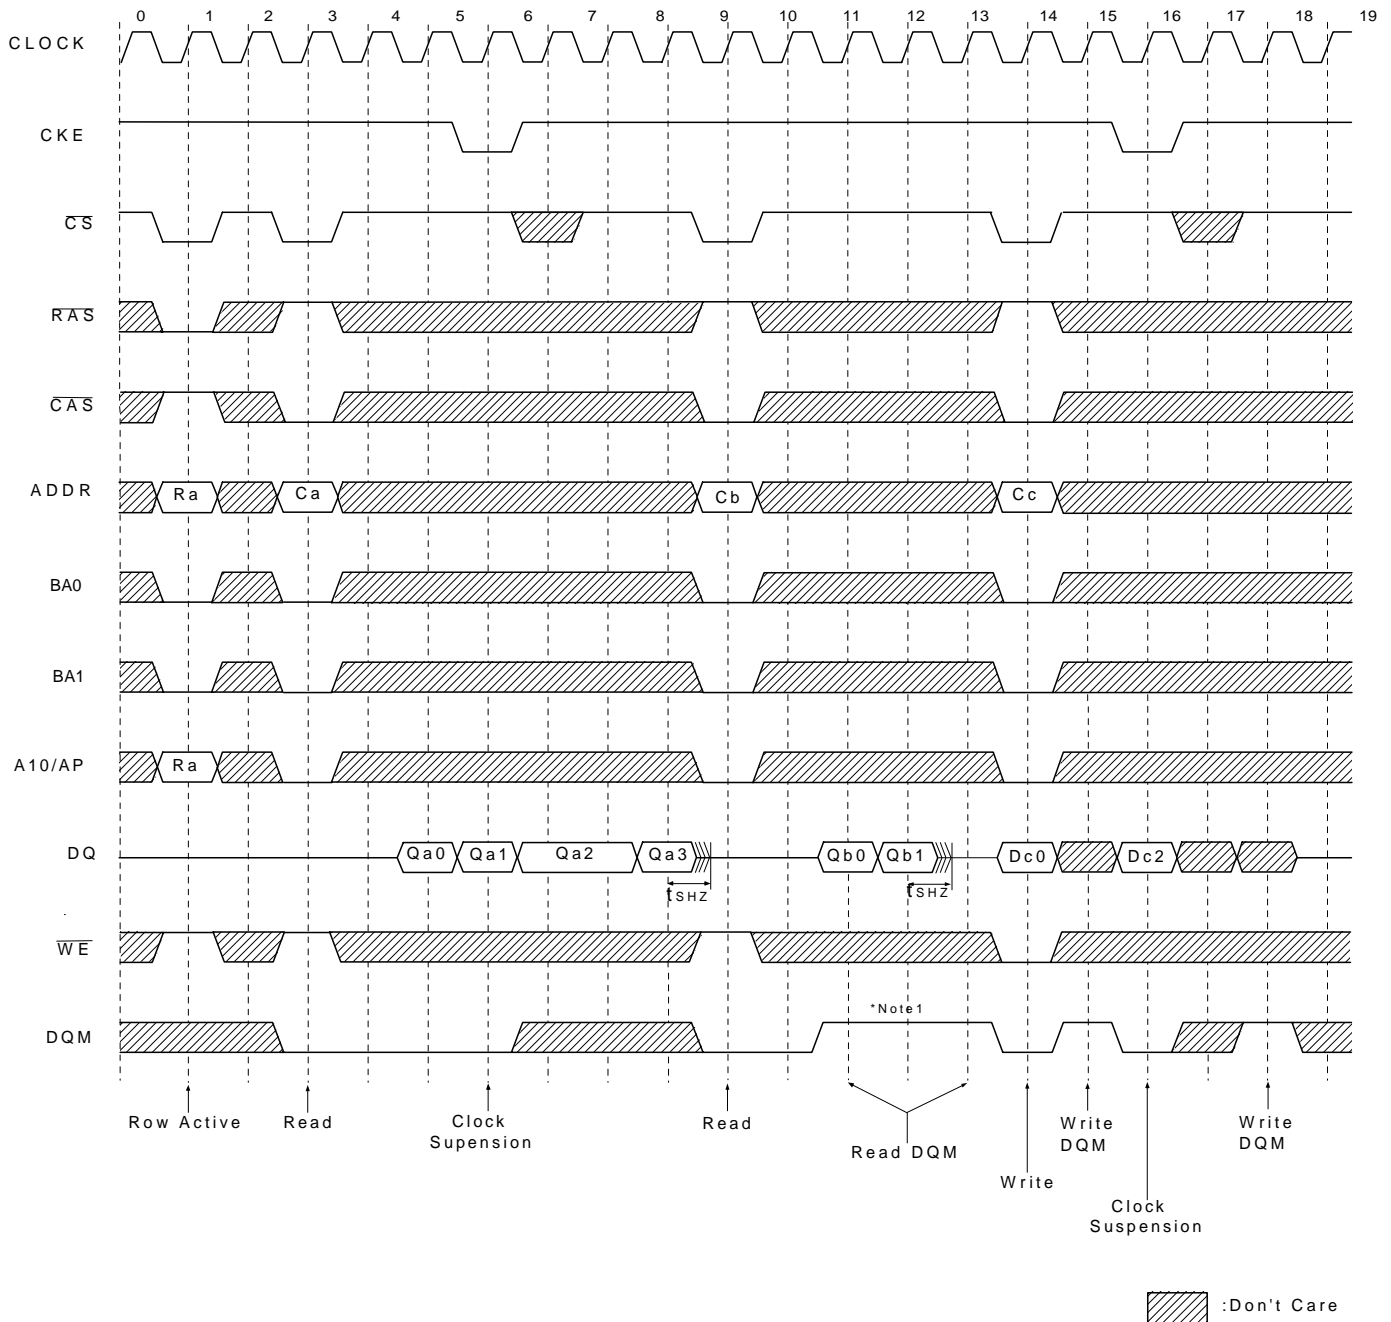 0 1 2 3 4 5 6 7 8 9 10 11 12 13 14 15 16 17 18 19
CLOCK
CKE
CS
RAS
CAS
ADDR Ra Ca Cb Cc
BA0
BA1
A10/AP Ra
DQ Qa0 Qa1 Qa2 Qa3 Qb0 Qb1 Dc0 Dc2
tSHZ tSHZ
WE
*Note1
DQM
Row Active Read Clock Read Write Write
Supension DQM DQM
Read DQM
Write
Clock
Suspension
:Don't Care